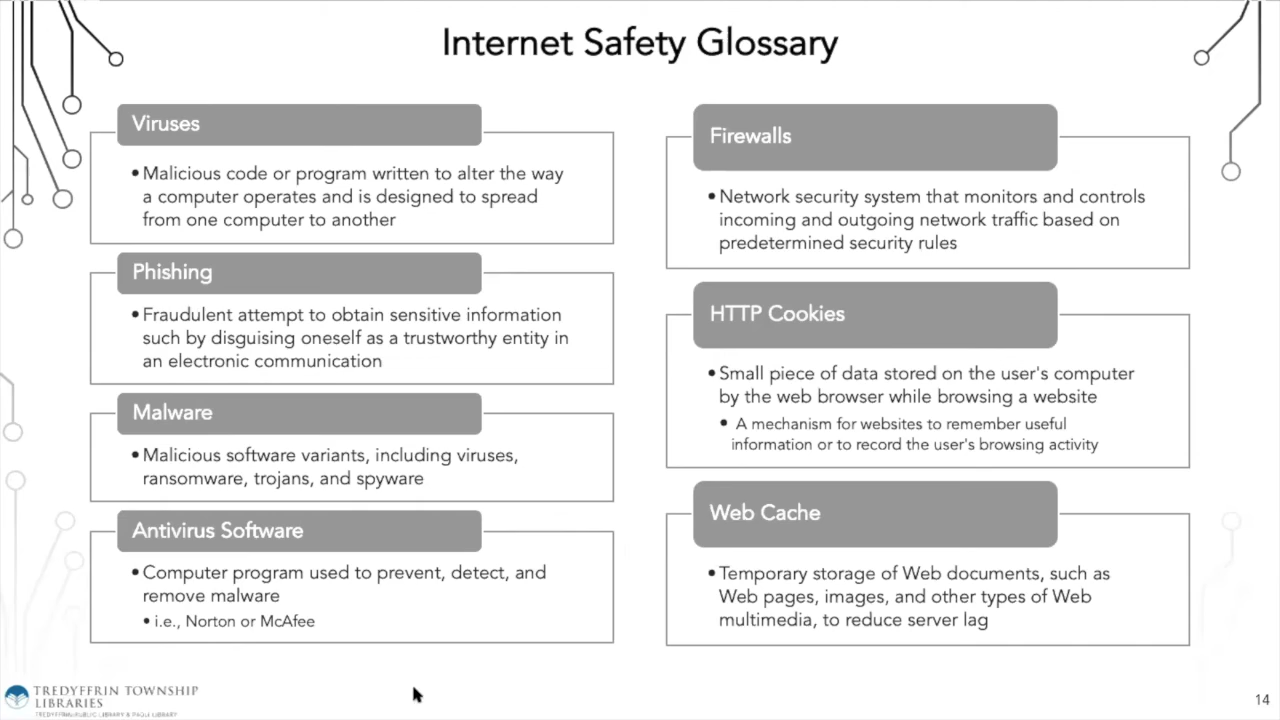 Internet Safety Glossary
Viruses
• Malicious code or program written to alter the way
a computer operates and is designed to spread
from one computer to another
Phishing
• Fraudulent attempt to obtain sensitive information
such by disguising oneself as a trustworthy entity in
an electronic communication
Malware
• Malicious software variants, including viruses,
ransomware, trojans, and spyware
Antivirus Software
• Computer program used to prevent, detect, and
remove malware
• i.e., Norton or McAfee
Firewalls
• Network security system that monitors and controls
incoming and outgoing network traffic based on
predetermined security rules
HTTP Cookies
• Small piece of data stored on the user's computer
by the web browser while browsing a website
• A mechanism for websites to remember useful
information or to record the user's browsing activity
Web Cache
• Temporary storage of Web documents, such as
Web pages, images, and other types of Web
multimedia, to reduce server lag
TREDYFFRIN TOWNSHIP
LIBRARIES
TREDYFFRIN PUBLIC LIBRARY & PAOLI LIBRARY
14